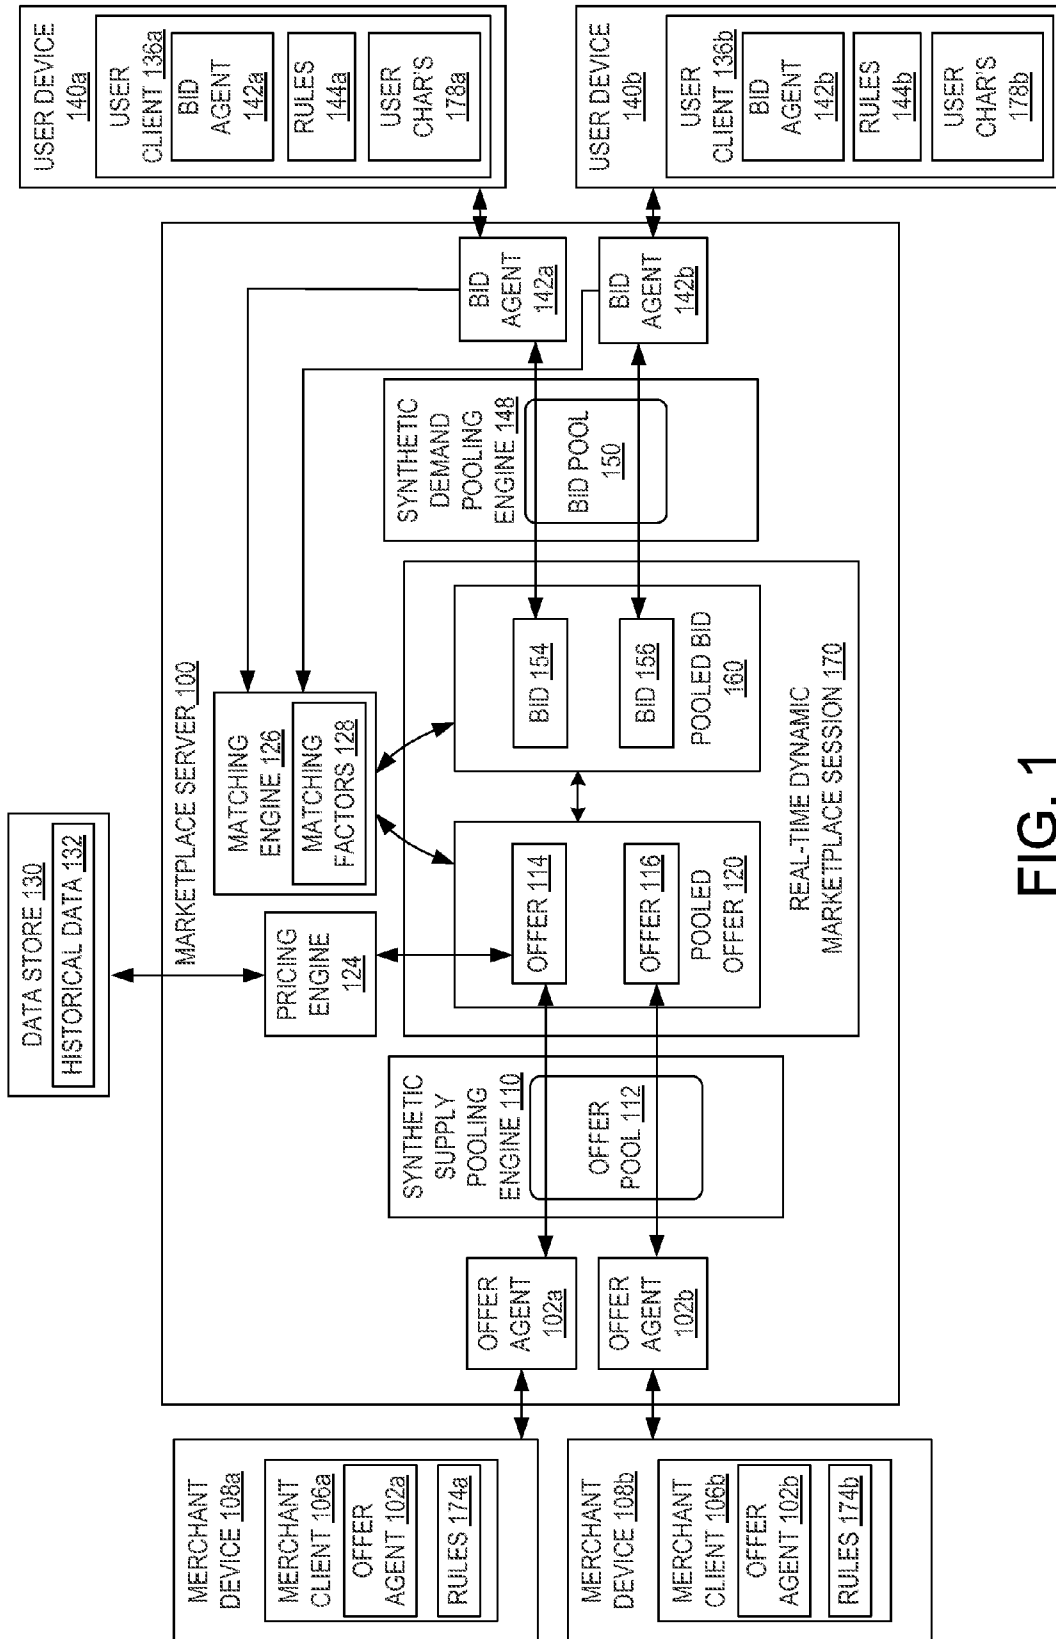 DATA STORE 130
HISTORICAL DATA 132
MARKETPLACE SERVER 100
MERCHANT
DEVICE 108a
MERCHANT
CLIENT 106a
OFFER
AGENT 102a
RULES 174a
MERCHANT
DEVICE 108b
MERCHANT
CLIENT 106b
OFFER
AGENT 102b
RULES 174b
OFFER
AGENT
102a
OFFER
AGENT
102b
SYNTHETIC
SUPPLY
POOLING
ENGINE 110
OFFER
POOL 112
PRICING
ENGINE
124
MATCHING
ENGINE 126
MATCHING
FACTORS 128
OFFER 114
OFFER 116
POOLED
OFFER 120
BID 154
BID 156
POOLED BID
160
REAL-TIME DYNAMIC
MARKETPLACE SESSION 170
SYNTHETIC
DEMAND
POOLING
ENGINE 148
BID POOL
150
BID
AGENT
142a
BID
AGENT
142b
USER DEVICE
140a
USER
CLIENT 136a
BID
AGENT
142a
RULES
144a
USER
CHAR'S
178a
USER DEVICE
140b
USER
CLIENT 136b
BID
AGENT
142b
RULES
144b
USER
CHAR'S
178b
FIG. 1